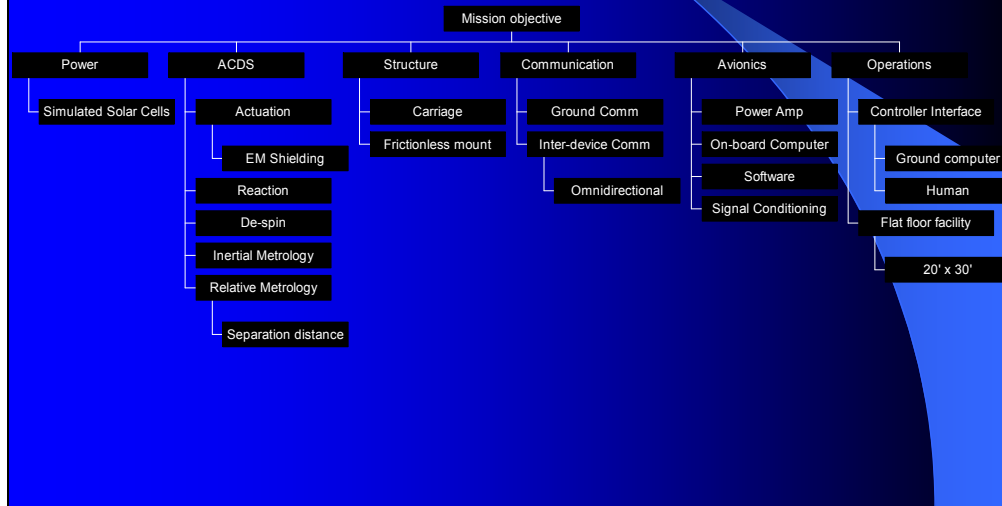 Mission objective
Power
Simulated Solar Cells
ACDS
Actuation
EM Shielding
Reaction
De-spin
Inertial Metrology
Relative Metrology
Separation distance
Structure
Carriage
Frictionless mount
Communication
Ground Comm
Inter-device Comm
Omnidirectional
Avionics
Power Amp
On-board Computer
Software
Signal Conditioning
Operations
Controller Interface
Ground computer
Human
Flat floor facility
20' x 30'